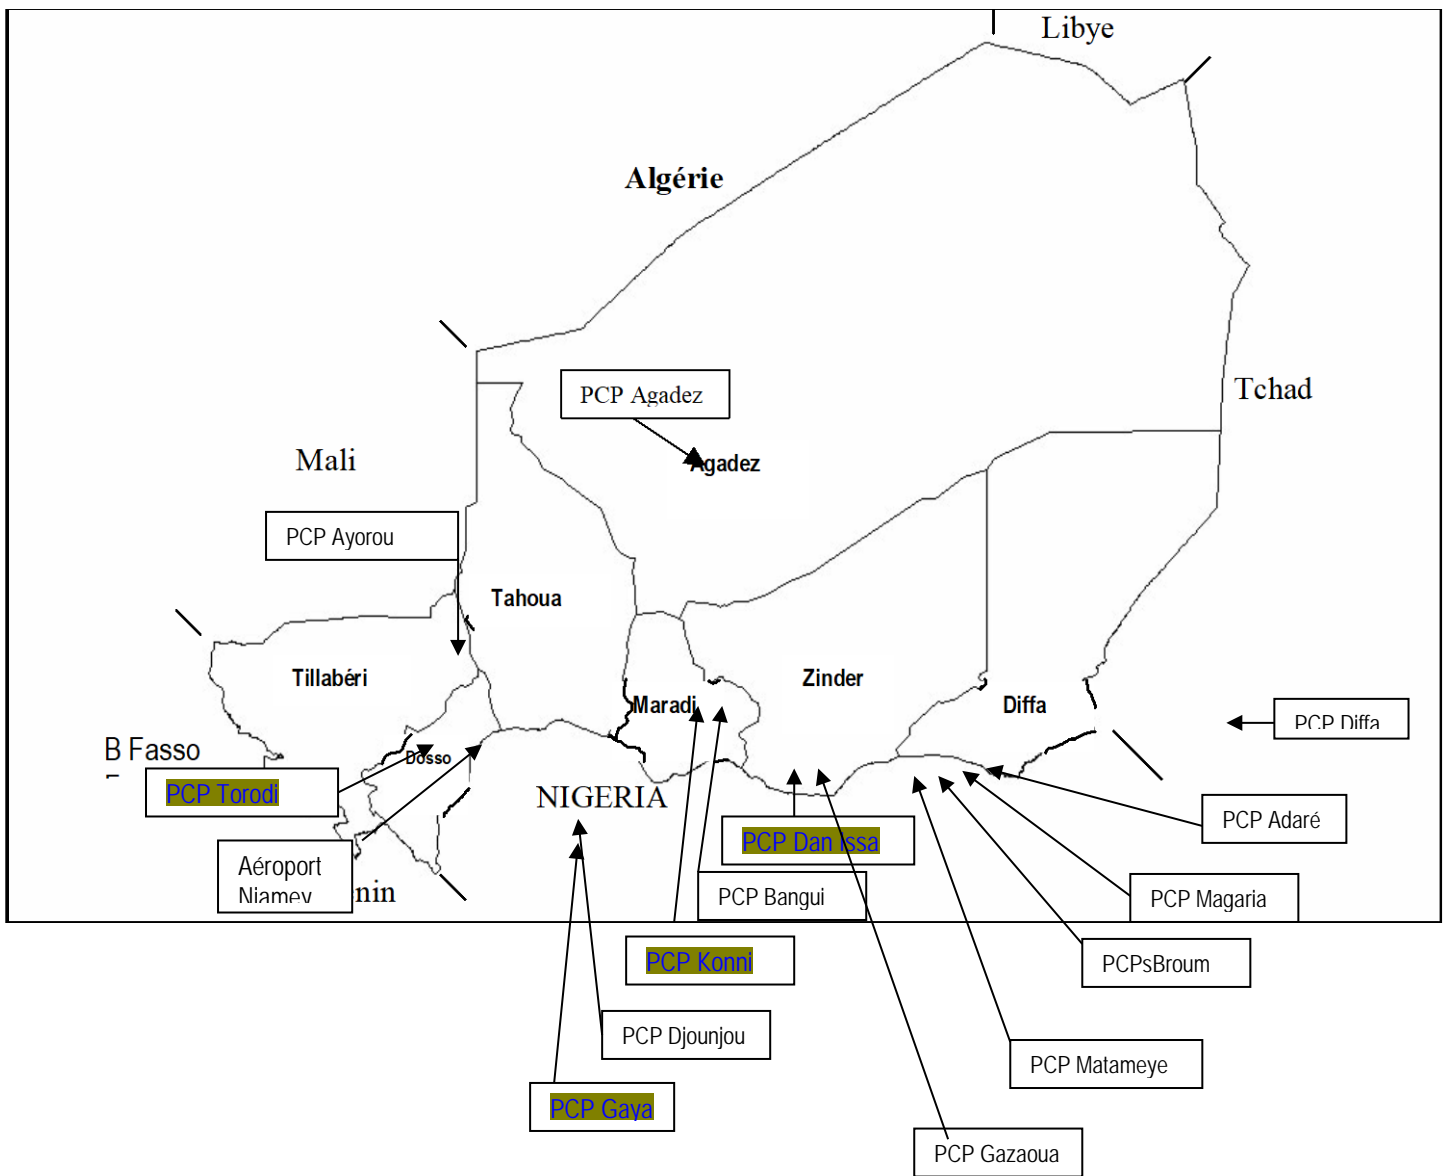 Libye
Algérie
Tchad
PCP Agadez
Agadez
Mali
PCP Ayorou
Tahoua
Tillabéri
Zinder
Maradi
Diffa
PCP Diffa
B Fasso
Dosso
PCP Torodi
NIGERIA
PCP Adaré
PCP Dan Issa
Aéroport
Niamey
nin
PCP Bangui
PCP Magaria
PCP Konni
PCPsBroum
PCP Djounjou
PCP Matameye
PCP Gaya
PCP Gazaoua